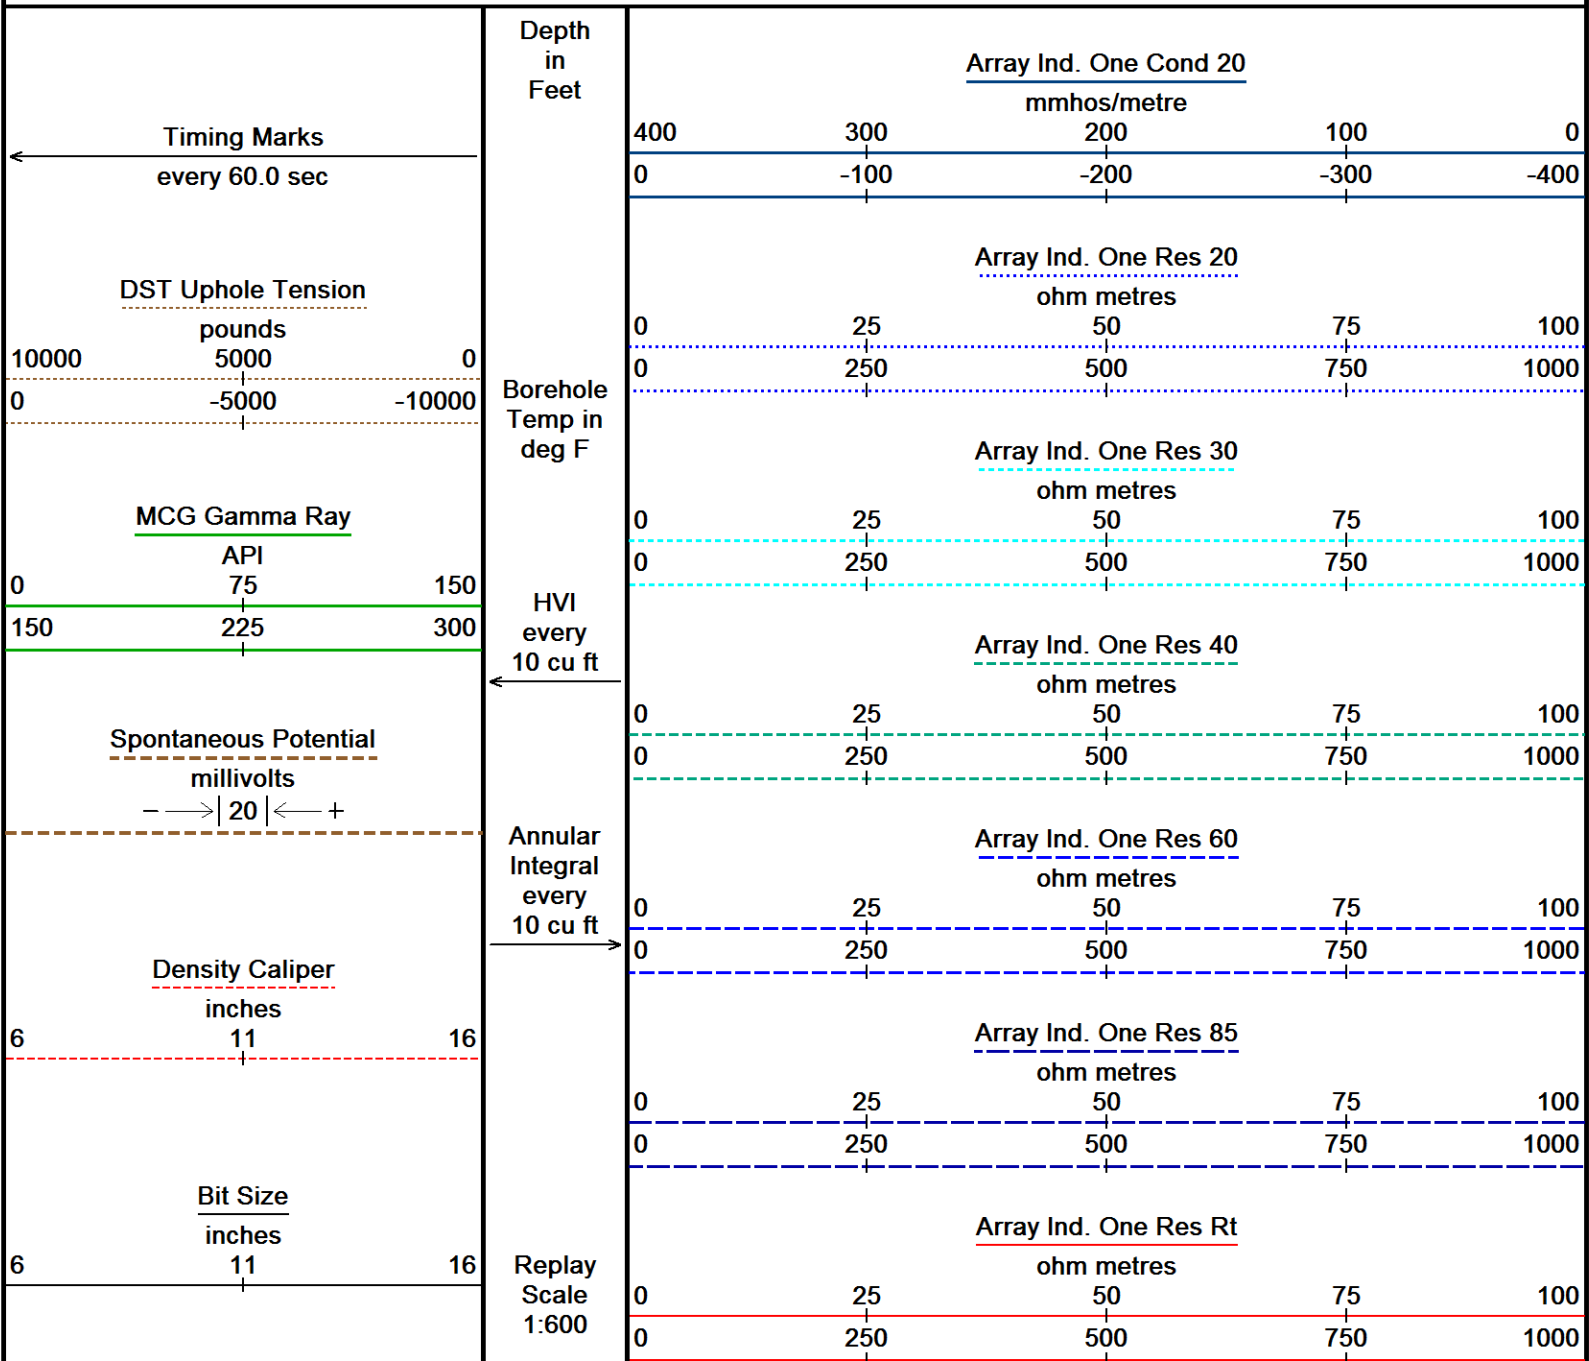 Timing Marks
every 60.0 sec
DST Uphole Tension
pounds
10000 5000 0
0 -5000 -10000
MCG Gamma Ray
API
0 75 150
150 225 300
Spontaneous Potential
millivolts
− 20 +
Density Caliper
inches
6 11 16
Bit Size
inches
6 11 16
Depth
in
Feet
Borehole
Temp in
deg F
HVI
every
10 cu ft
Annular
Integral
every
10 cu ft
Replay
Scale
1:600
Array Ind. One Cond 20
mmhos/metre
400 300 200 100 0
0 -100 -200 -300 -400
Array Ind. One Res 20
ohm metres
0 25 50 75 100
0 250 500 750 1000
Array Ind. One Res 30
ohm metres
0 25 50 75 100
0 250 500 750 1000
Array Ind. One Res 40
ohm metres
0 25 50 75 100
0 250 500 750 1000
Array Ind. One Res 60
ohm metres
0 25 50 75 100
0 250 500 750 1000
Array Ind. One Res 85
ohm metres
0 25 50 75 100
0 250 500 750 1000
Array Ind. One Res Rt
ohm metres
0 25 50 75 100
0 250 500 750 1000